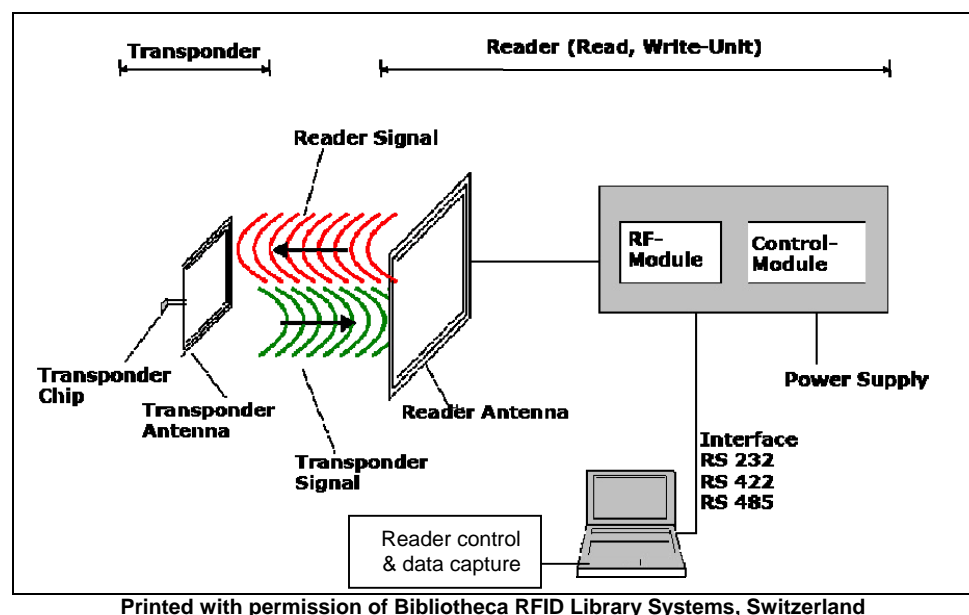 Transponder
Reader (Read, Write-Unit)
Reader Signal
RF-
Module
Control-
Module
Transponder
Chip
Transponder
Antenna
Reader Antenna
Power Supply
Transponder
Signal
Interface
RS 232
RS 422
RS 485
Reader control
& data capture
Printed with permission of Bibliotheca RFID Library Systems, Switzerland